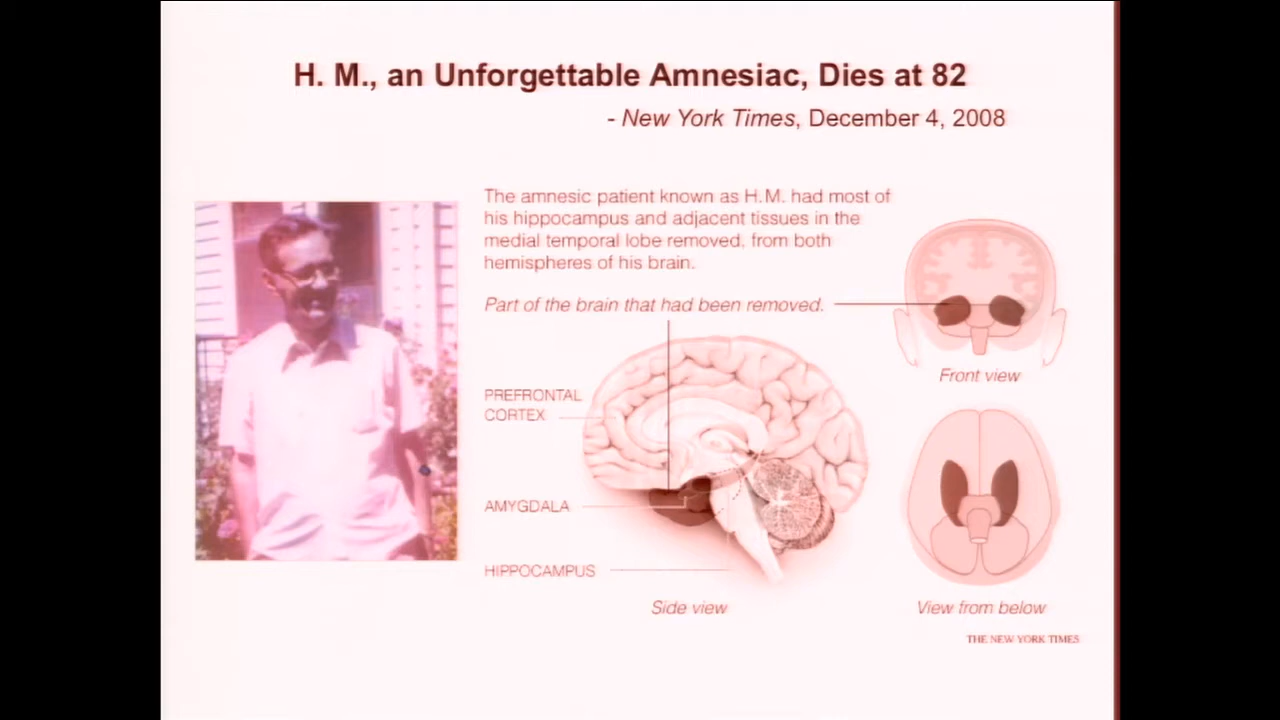 H. M., an Unforgettable Amnesiac, Dies at 82
- New York Times, December 4, 2008
The amnesic patient known as H.M. had most of
his hippocampus and adjacent tissues in the
medial temporal lobe removed, from both
hemispheres of his brain.
Part of the brain that had been removed.
Front view
PREFRONTAL
CORTEX
AMYGDALA
HIPPOCAMPUS
Side view
View from below
THE NEW YORK TIMES